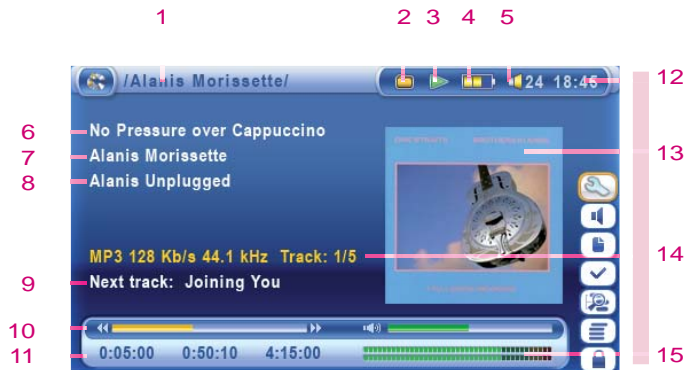 1 2 3 4 5
/Alanis Morissette/ 24 18:45 12
6 No Pressure over Cappuccino
7 Alanis Morissette 13
8 Alanis Unplugged
MP3 128 Kb/s 44.1 kHz Track: 1/5 14
9 Next track: Joining You
10
11 0:05:00 0:50:10 4:15:00 15